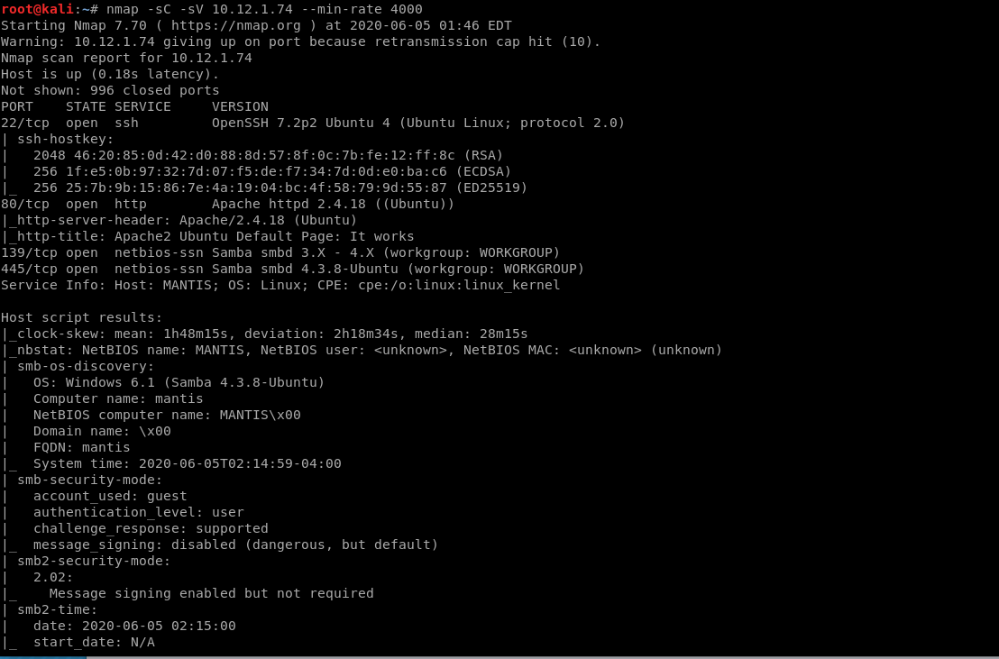 root@kali:~# nmap -sC -sV 10.12.1.74 --min-rate 4000
Starting Nmap 7.70 ( https://nmap.org ) at 2020-06-05 01:46 EDT
Warning: 10.12.1.74 giving up on port because retransmission cap hit (10).
Nmap scan report for 10.12.1.74
Host is up (0.18s latency).
Not shown: 996 closed ports
PORT    STATE SERVICE     VERSION
22/tcp  open  ssh         OpenSSH 7.2p2 Ubuntu 4 (Ubuntu Linux; protocol 2.0)
| ssh-hostkey:
|   2048 46:20:85:0d:42:d0:88:8d:57:8f:0c:7b:fe:12:ff:8c (RSA)
|   256 1f:e5:0b:97:32:7d:07:f5:de:f7:34:7d:0d:e0:ba:c6 (ECDSA)
|_  256 25:7b:9b:15:86:7e:4a:19:04:bc:4f:58:79:9d:55:87 (ED25519)
80/tcp  open  http        Apache httpd 2.4.18 ((Ubuntu))
|_http-server-header: Apache/2.4.18 (Ubuntu)
|_http-title: Apache2 Ubuntu Default Page: It works
139/tcp open  netbios-ssn Samba smbd 3.X - 4.X (workgroup: WORKGROUP)
445/tcp open  netbios-ssn Samba smbd 4.3.8-Ubuntu (workgroup: WORKGROUP)
Service Info: Host: MANTIS; OS: Linux; CPE: cpe:/o:linux:linux_kernel

Host script results:
|_clock-skew: mean: 1h48m15s, deviation: 2h18m34s, median: 28m15s
|_nbstat: NetBIOS name: MANTIS, NetBIOS user: <unknown>, NetBIOS MAC: <unknown> (unknown)
| smb-os-discovery:
|   OS: Windows 6.1 (Samba 4.3.8-Ubuntu)
|   Computer name: mantis
|   NetBIOS computer name: MANTIS\x00
|   Domain name: \x00
|   FQDN: mantis
|_  System time: 2020-06-05T02:14:59-04:00
| smb-security-mode:
|   account_used: guest
|   authentication_level: user
|   challenge_response: supported
|_  message_signing: disabled (dangerous, but default)
| smb2-security-mode:
|   2.02:
|_    Message signing enabled but not required
| smb2-time:
|   date: 2020-06-05 02:15:00
|_  start_date: N/A